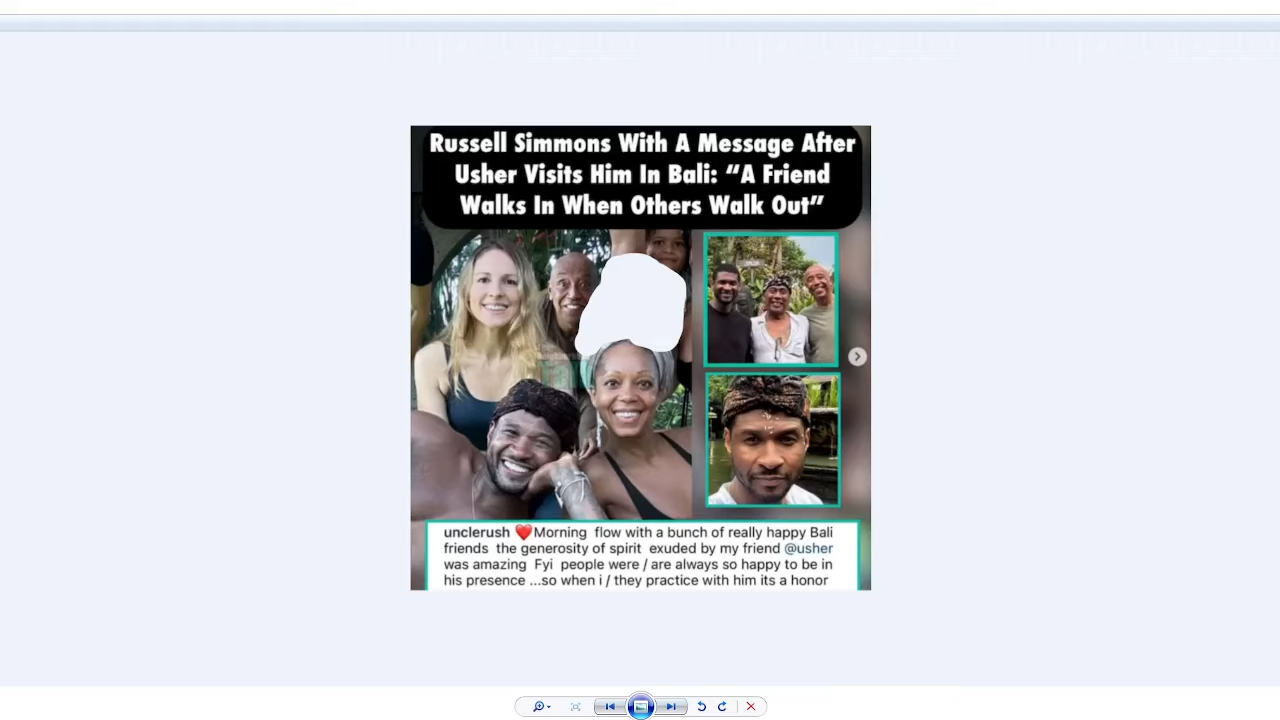 Russell Simmons With A Message After
Usher Visits Him In Bali: “A Friend
Walks In When Others Walk Out”
unclerush ❤️Morning flow with a bunch of really happy Bali
friends the generosity of spirit exuded by my friend @usher
was amazing Fyi people were / are always so happy to be in
his presence ...so when i / they practice with him its a honor